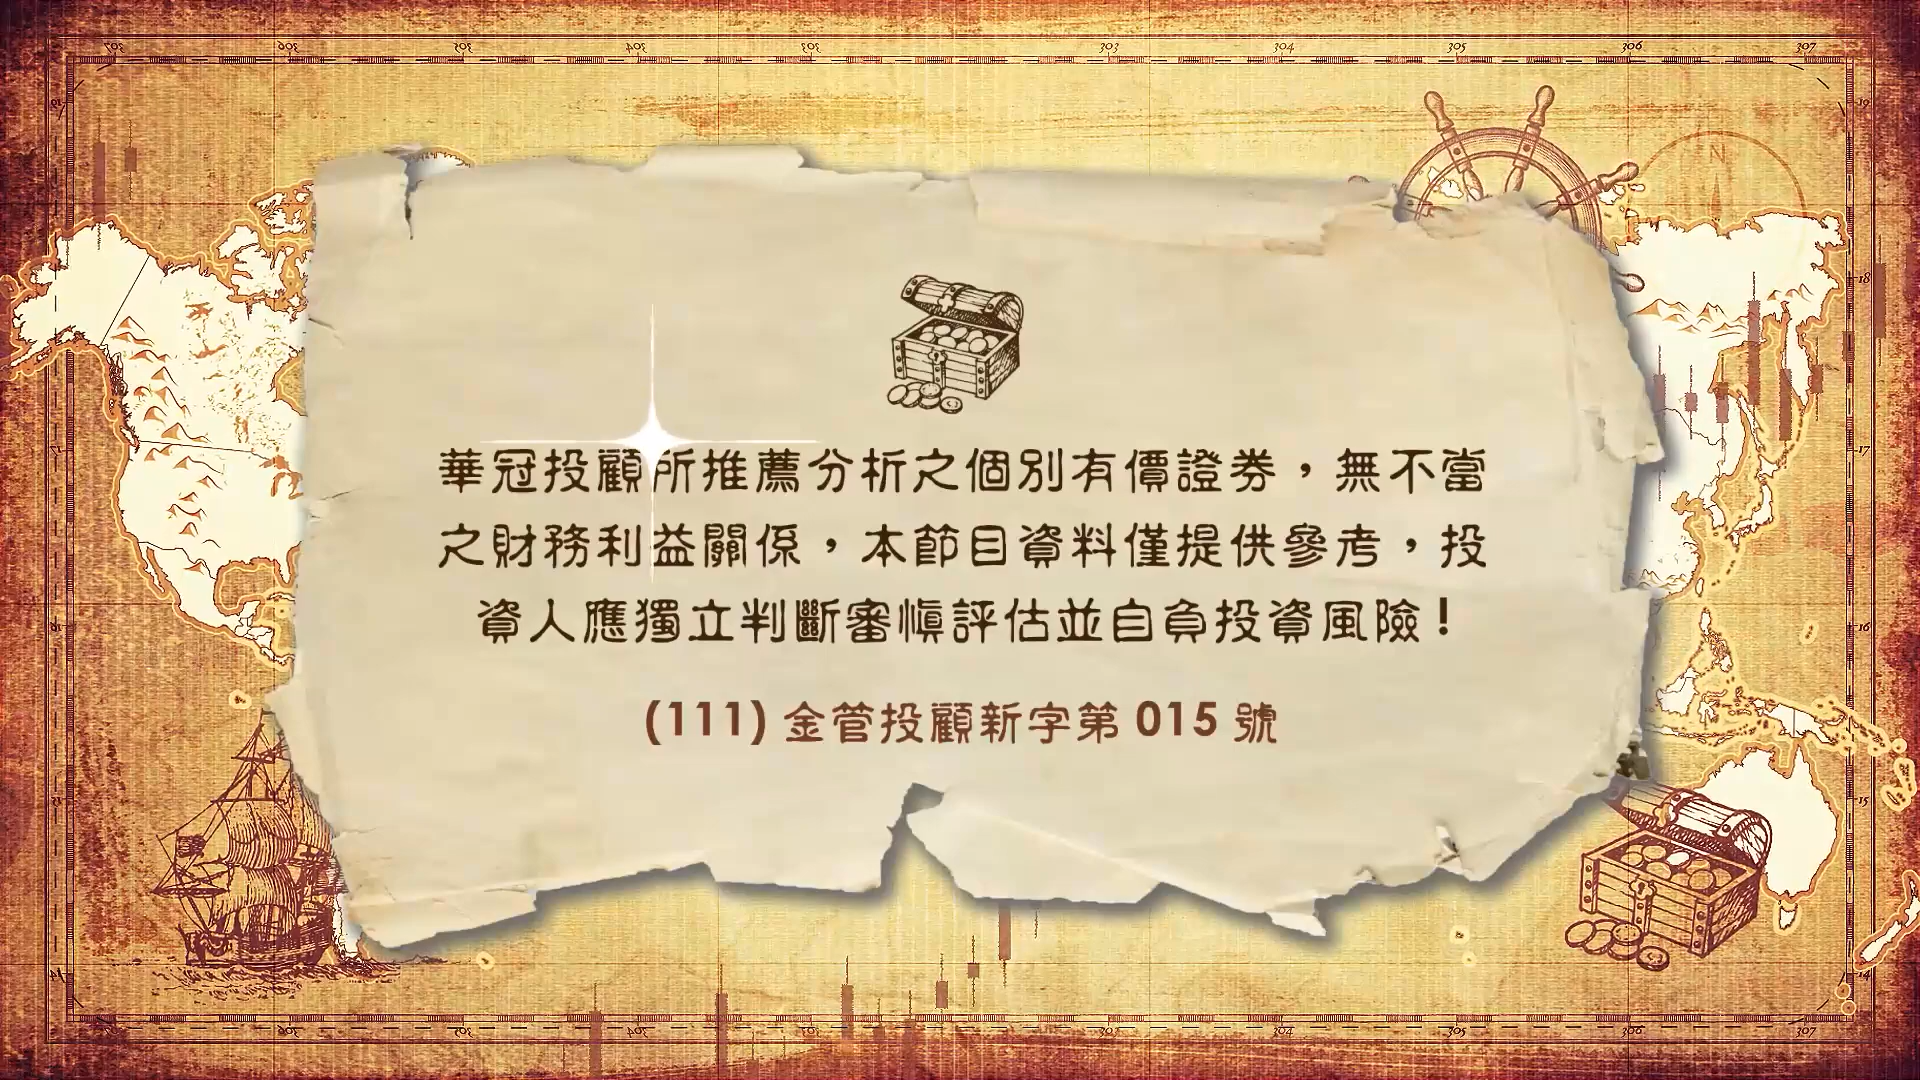 華冠投顧所推薦分析之個別有價證券，無不當
之財務利益關係，本節目資料僅提供參考，投
資人應獨立判斷審慎評估並自負投資風險！
(111) 金管投顧新字第 015 號